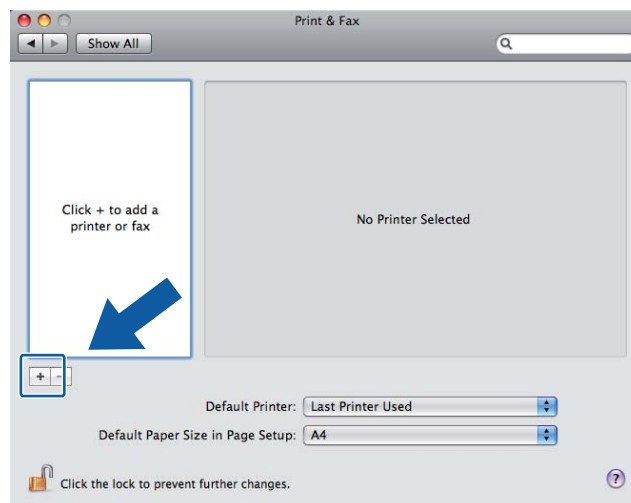 Print & Fax
Show All
Click + to add a
printer or fax
No Printer Selected
+ -
Default Printer: Last Printer Used
Default Paper Size in Page Setup: A4
Click the lock to prevent further changes.
?